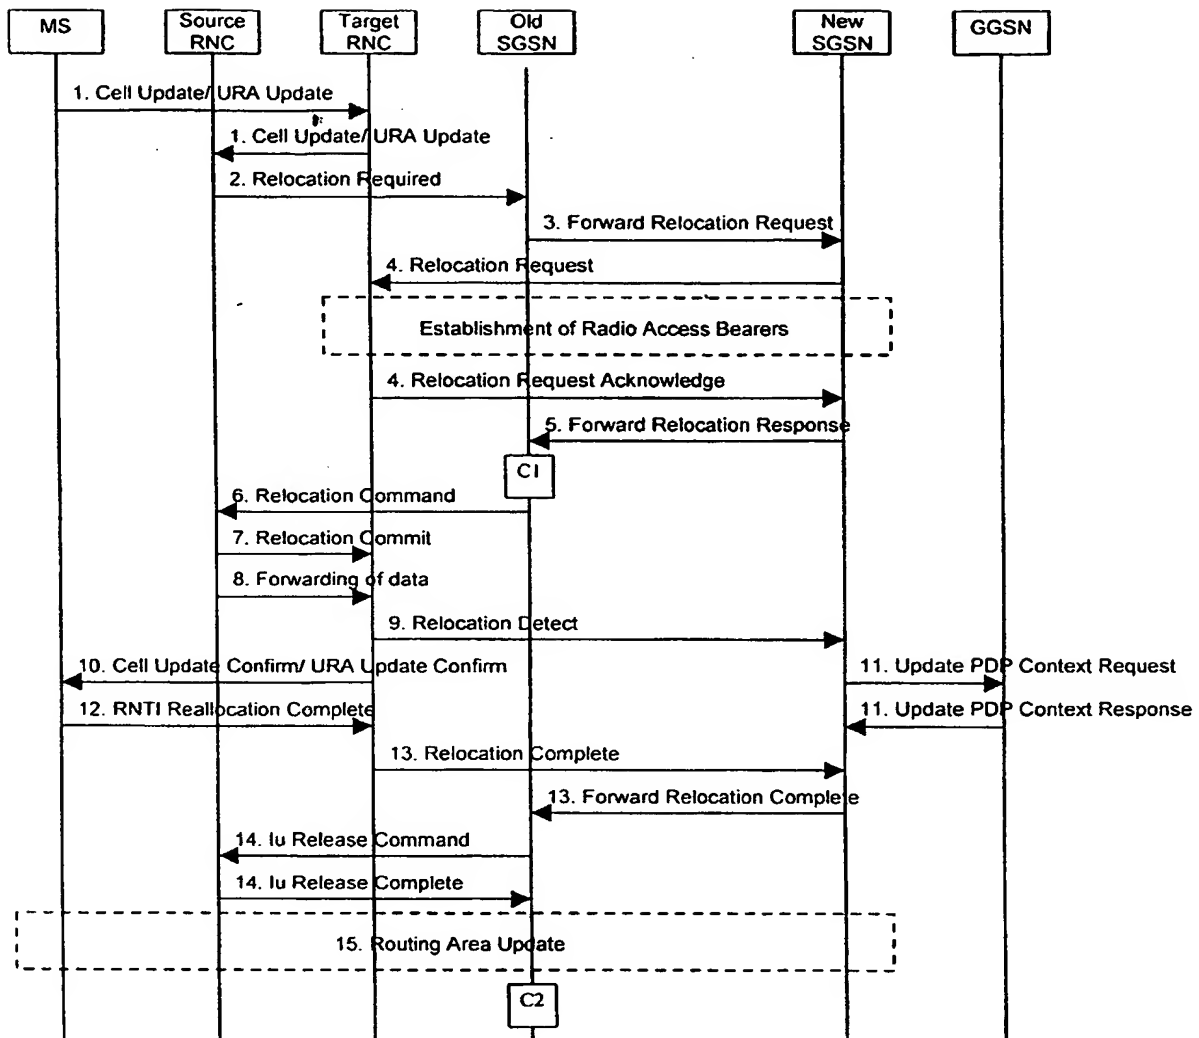 MS
Source
RNC
Target
RNC
Old
SGSN
New
SGSN
GGSN
1. Cell Update/ URA Update
1. Cell Update/ URA Update
2. Relocation Required
3. Forward Relocation Request
4. Relocation Request
Establishment of Radio Access Bearers
4. Relocation Request Acknowledge
5. Forward Relocation Response
C1
6. Relocation Command
7. Relocation Commit
8. Forwarding of data
9. Relocation Detect
10. Cell Update Confirm/ URA Update Confirm
11. Update PDP Context Request
12. RNTI Reallocation Complete
11. Update PDP Context Response
13. Relocation Complete
13. Forward Relocation Complete
14. Iu Release Command
14. Iu Release Complete
15. Routing Area Update
C2